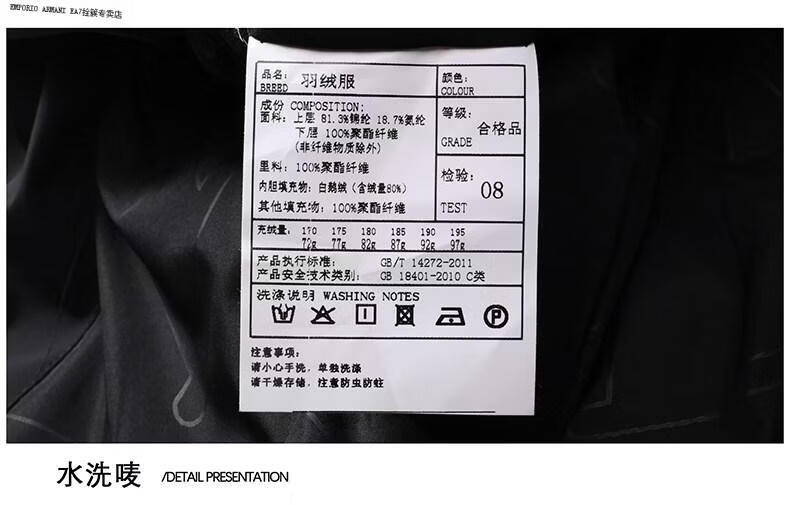 EMPORIO ARMANI EA7拴簇专卖店
品名: 羽绒服
BREED
颜色:
COLOUR
成份 COMPOSITION:
面料: 上层 81.3%锦纶 18.7%氨纶
下层 100%聚酯纤维
(非纤维物质除外)
里料: 100%聚酯纤维
内胆填充物: 白鹅绒 (含绒量80%)
其他填充物: 100%聚酯纤维
等级:
合格品
GRADE
检验:
08
TEST
充绒量: 170 175 180 185 190 195
72g 77g 82g 87g 92g 97g
产品执行标准: GB/T 14272-2011
产品安全技术类别: GB 18401-2010 C类
洗涤说明 WASHING NOTES
P
注意事项:
请小心手洗, 单独洗涤
请干燥存储, 注意防虫防蛀
水洗唛 /DETAIL PRESENTATION